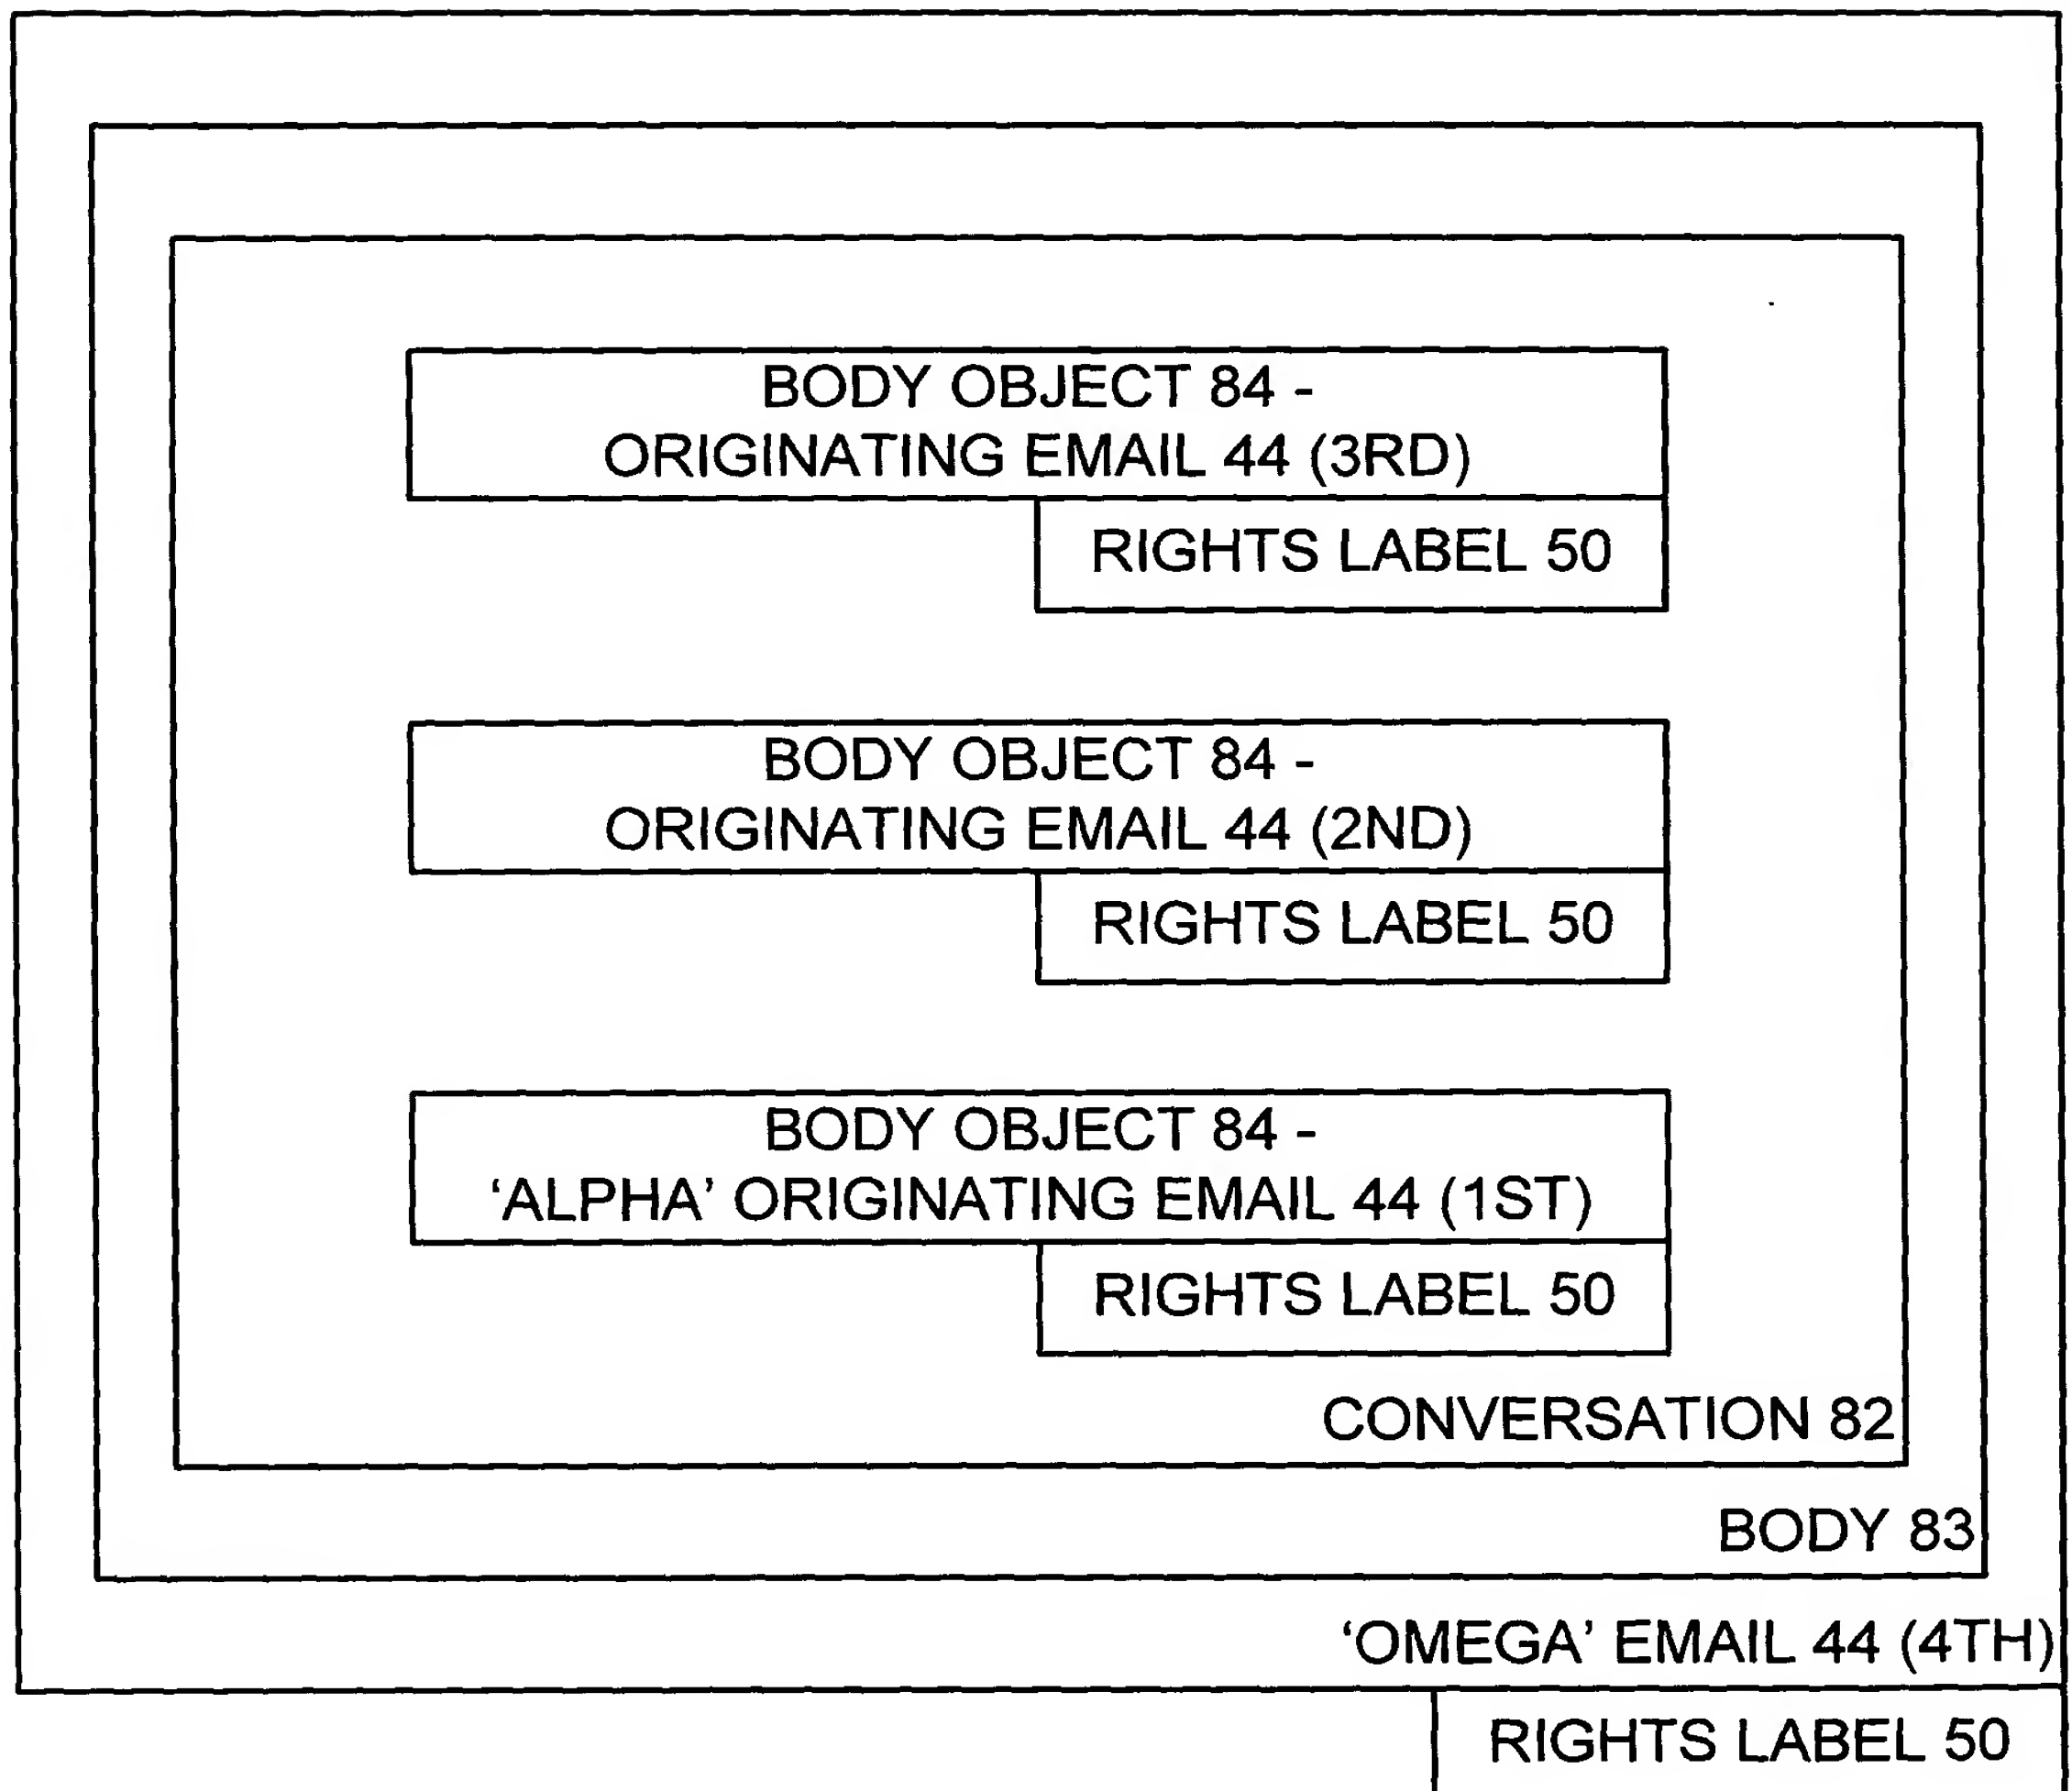 BODY OBJECT 84 -
ORIGINATING EMAIL 44 (3RD)
RIGHTS LABEL 50
BODY OBJECT 84 -
ORIGINATING EMAIL 44 (2ND)
RIGHTS LABEL 50
BODY OBJECT 84 -
‘ALPHA’ ORIGINATING EMAIL 44 (1ST)
RIGHTS LABEL 50
CONVERSATION 82
BODY 83
‘OMEGA’ EMAIL 44 (4TH)
RIGHTS LABEL 50